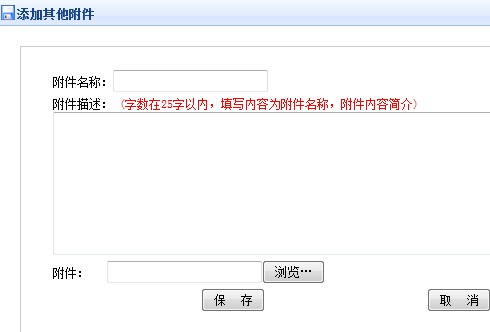 添加其他附件
附件名称：
附件描述： (字数在25字以内，填写内容为附件名称，附件内容简介)
附件： 浏览…
保 存 取 消